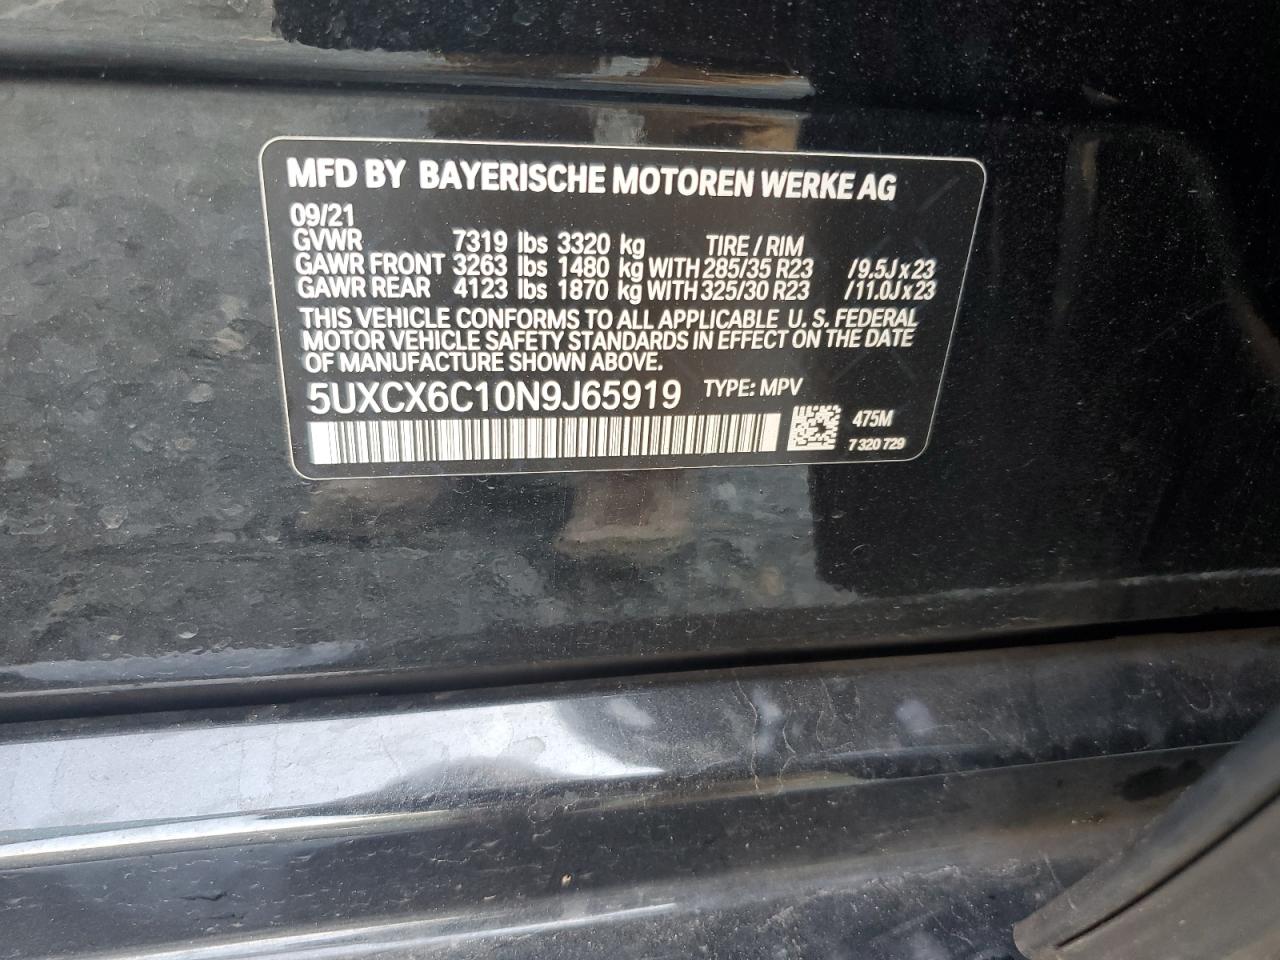 MFD BY BAYERISCHE MOTOREN WERKE AG
09/21
GVWR 7319 lbs 3320 kg TIRE / RIM
GAWR FRONT 3263 lbs 1480 kg WITH 285/35 R23 /9.5J x 23
GAWR REAR 4123 lbs 1870 kg WITH 325/30 R23 /11.0J x 23
THIS VEHICLE CONFORMS TO ALL APPLICABLE U. S. FEDERAL
MOTOR VEHICLE SAFETY STANDARDS IN EFFECT ON THE DATE
OF MANUFACTURE SHOWN ABOVE.
5UXCX6C10N9J65919 TYPE: MPV
475M
7 320 729